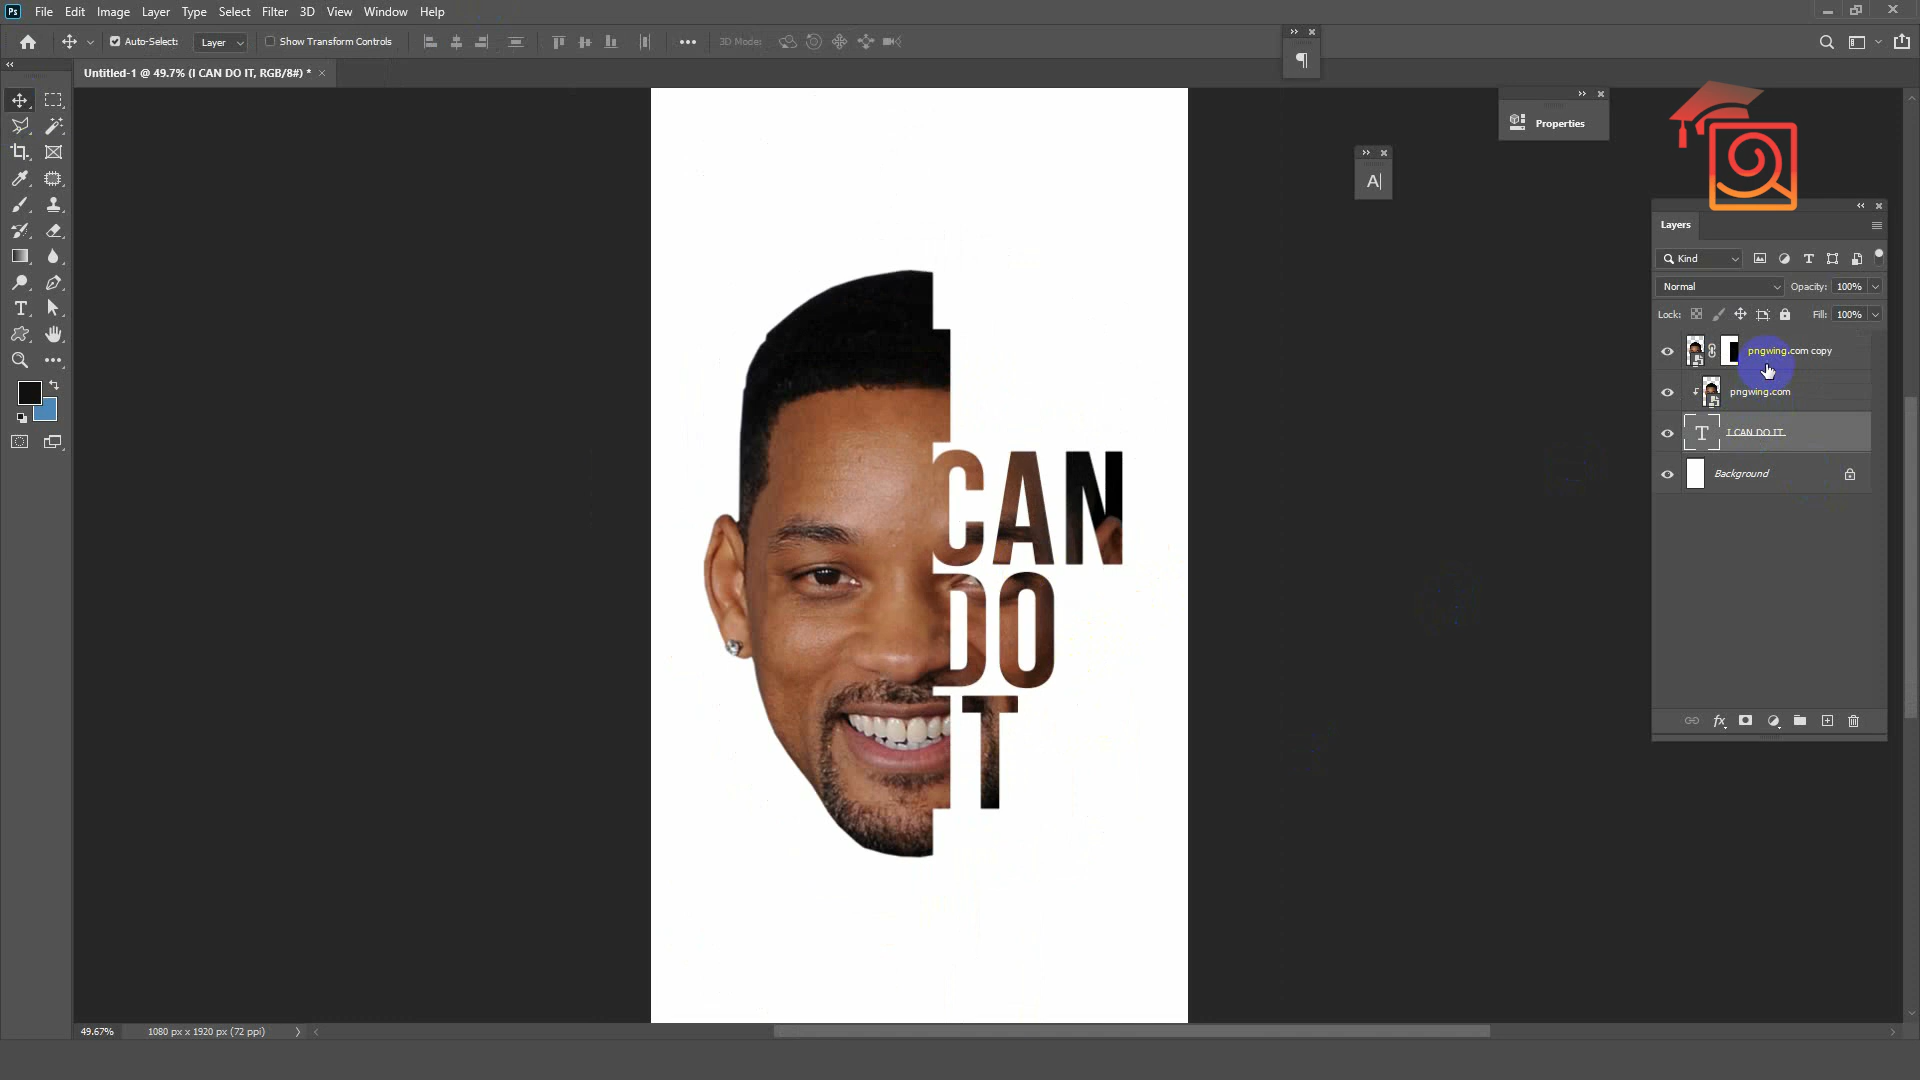 Ps File Edit Image Layer Type Select Filter 3D View Window Help
Auto-Select: Layer Show Transform Controls 3D Mode:
Untitled-1 @ 49.7% (I CAN DO IT, RGB/8#) *
Properties
A
Layers
Kind
Normal Opacity: 100%
Lock: Fill: 100%
pngwing.com copy
pngwing.com
T I CAN DO IT
Background
CAN
DO
IT
49.67% 1080 px x 1920 px (72 ppi)